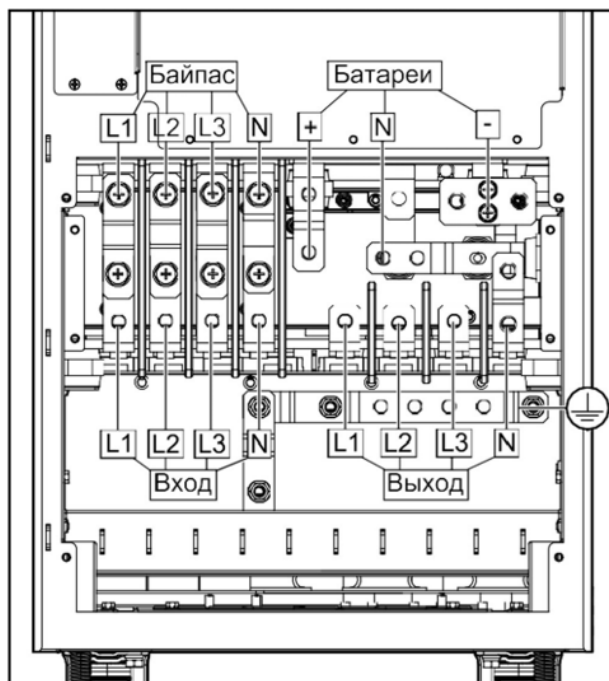 Байпас Батареи
L1 L2 L3 N + N -
L1 L2 L3 N L1 L2 L3 N
Вход Выход